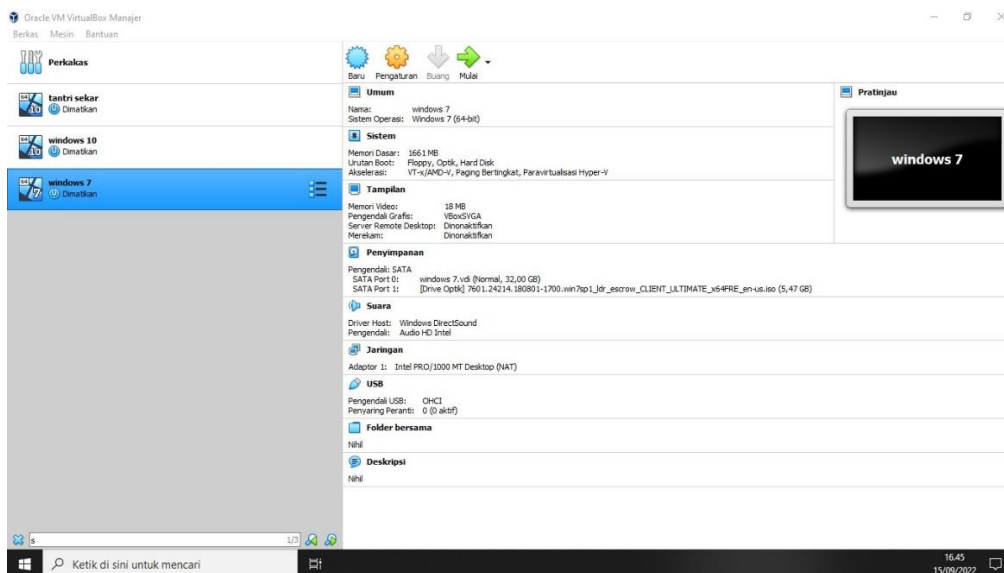 Oracle VM VirtualBox Manajer
Berkas Mesin Bantuan
Perkakas
tantri sekar
Dimatikan
windows 10
Dimatikan
windows 7
Dimatikan
Baru Pengaturan Buang Mulai
Umum
Nama: windows 7
Sistem Operasi: Windows 7 (64-bit)
Sistem
Memori Dasar: 1661 MB
Urutan Boot: Floppy, Optik, Hard Disk
Akselerasi: VT-x/AMD-V, Paging Bertingkat, Paravirtualisasi Hyper-V
Tampilan
Memori Video: 18 MB
Pengendali Grafis: VBoxSVGA
Server Remote Desktop: Dinonaktifkan
Merekam: Dinonaktifkan
Penyimpanan
Pengendali: SATA
SATA Port 0: windows 7.vdi (Normal, 32,00 GB)
SATA Port 1: [Drive Optik] 7601.24214.180801-1700.win7sp1_ldr_escrow_CLIENT_ULTIMATE_x64FRE_en-us.iso (5,47 GB)
Suara
Driver Host: Windows DirectSound
Pengendali: Audio HD Intel
Jaringan
Adaptor 1: Intel PRO/1000 MT Desktop (NAT)
USB
Pengendali USB: OHCI
Penyaring Peranti: 0 (0 aktif)
Folder bersama
Nihil
Deskripsi
Nihil
Pratinjau
windows 7
s 1/3
Ketik di sini untuk mencari
16.45
15/09/2022